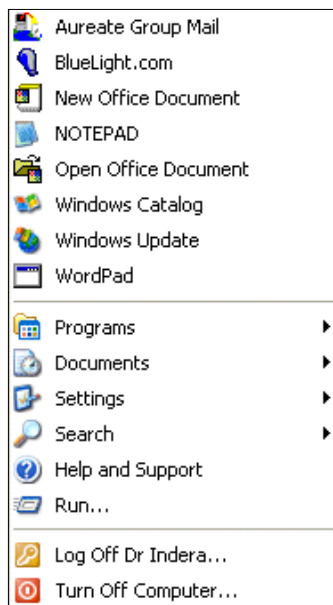 Aureate Group Mail
BlueLight.com
New Office Document
NOTEPAD
Open Office Document
Windows Catalog
Windows Update
WordPad
Programs
Documents
Settings
Search
Help and Support
Run...
Log Off Dr Indera...
Turn Off Computer...